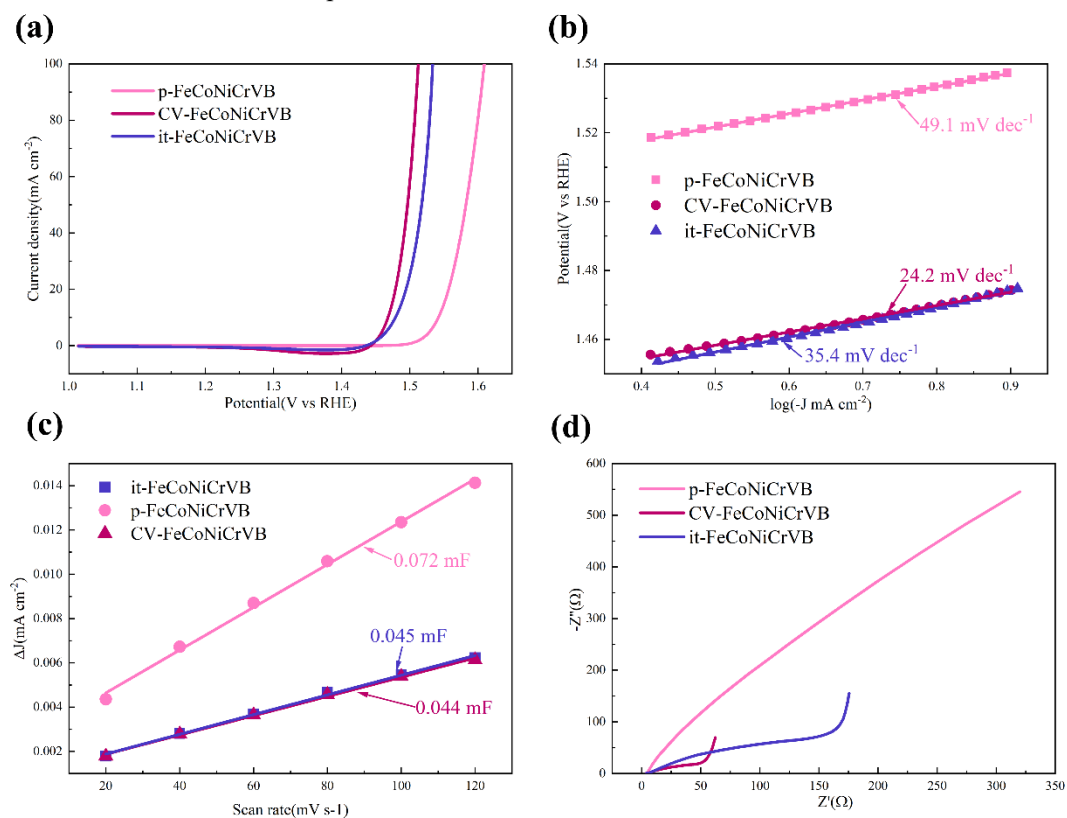 (a)
100
80
60
40
20
0
Current density(mA cm-2)
p-FeCoNiCrVB
CV-FeCoNiCrVB
it-FeCoNiCrVB
1.0 1.1 1.2 1.3 1.4 1.5 1.6
Potential(V vs RHE)
(b)
1.54
1.52
1.50
1.48
1.46
Potential(V vs RHE)
49.1 mV dec-1
p-FeCoNiCrVB
CV-FeCoNiCrVB
it-FeCoNiCrVB
24.2 mV dec-1
35.4 mV dec-1
0.4 0.5 0.6 0.7 0.8 0.9
log(-J mA cm-2)
(c)
0.014
0.012
0.010
0.008
0.006
0.004
0.002
ΔJ(mA cm-2)
it-FeCoNiCrVB
p-FeCoNiCrVB
CV-FeCoNiCrVB
0.072 mF
0.045 mF
0.044 mF
20 40 60 80 100 120
Scan rate(mV s-1)
(d)
600
500
400
300
200
100
0
-Z"(Ω)
p-FeCoNiCrVB
CV-FeCoNiCrVB
it-FeCoNiCrVB
0 50 100 150 200 250 300 350
Z'(Ω)